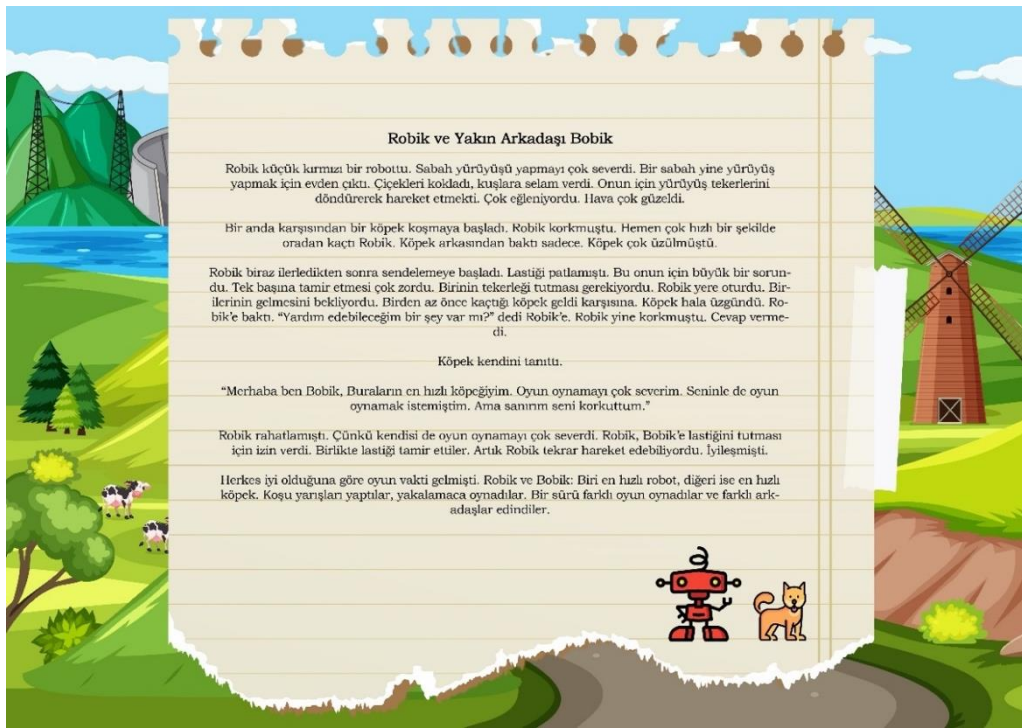 Robik ve Yakın Arkadaşı Bobik
Robik küçük kırmızı bir robottu. Sabah yürüyüşü yapmayı çok severdi. Bir sabah yine yürüyüş
yapmak için evden çıktı. Çiçekleri kokladı, kuşlara selam verdi. Onun için yürüyüş tekerlerini
döndürerek hareket etmekti. Çok eğleniyordu. Hava çok güzeldi.
Bir anda karşısından bir köpek koşmaya başladı. Robik korkmuştu. Hemen çok hızlı bir şekilde
oradan kaçtı Robik. Köpek arkasından baktı sadece. Köpek çok üzülmüştü.
Robik biraz ilerledikten sonra sendelemeye başladı. Lastiği patlamıştı. Bu onun için büyük bir sorun-
du. Tek başına tamir etmesi çok zordu. Birinin tekerleği tutması gerekiyordu. Robik yere oturdu. Bir-
ilerinin gelmesini bekliyordu. Birden az önce kaçtığı köpek geldi karşısına. Köpek hala üzgündü. Ro-
bik’e baktı. “Yardım edebileceğim bir şey var mı?” dedi Robik’e. Robik yine korkmuştu. Cevap verme-
di.
Köpek kendini tanıttı.
“Merhaba ben Bobik, Buraların en hızlı köpeğiyim. Oyun oynamayı çok severim. Seninle de oyun
oynamak istemiştim. Ama sanırım seni korkuttum.”
Robik rahatlamıştı. Çünkü kendisi de oyun oynamayı çok severdi. Robik, Bobik’e lastiğini tutması
için izin verdi. Birlikte lastiği tamir ettiler. Artık Robik tekrar hareket edebiliyordu. İyileşmişti.
Herkes iyi olduğuna göre oyun vakti gelmişti. Robik ve Bobik: Biri en hızlı robot, diğeri ise en hızlı
köpek. Koşu yarışları yaptılar, yakalamaca oynadılar. Bir sürü farklı oyun oynadılar ve farklı ark-
adaşlar edindiler.